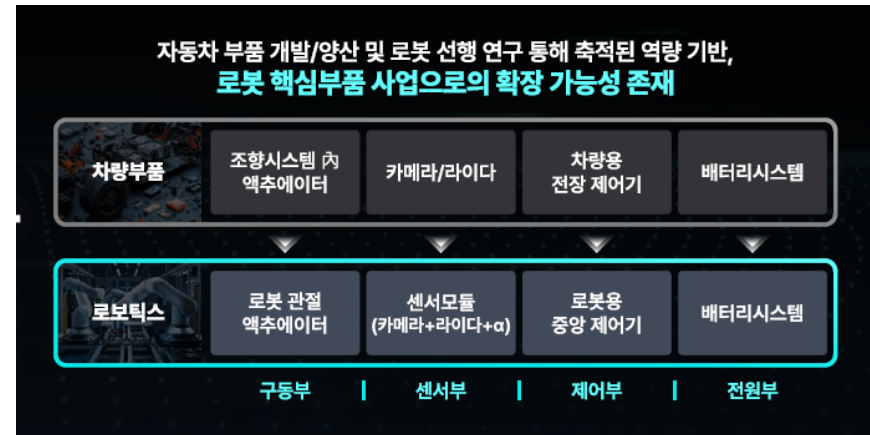 자동차 부품 개발/양산 및 로봇 선행 연구 통해 축적된 역량 기반,
로봇 핵심부품 사업으로의 확장 가능성 존재
차량부품
조향시스템 內
액추에이터
카메라/라이다
차량용
전장 제어기
배터리시스템
로보틱스
로봇 관절
액추에이터
센서모듈
(카메라+라이다+α)
로봇용
중앙 제어기
배터리시스템
구동부 | 센서부 | 제어부 | 전원부